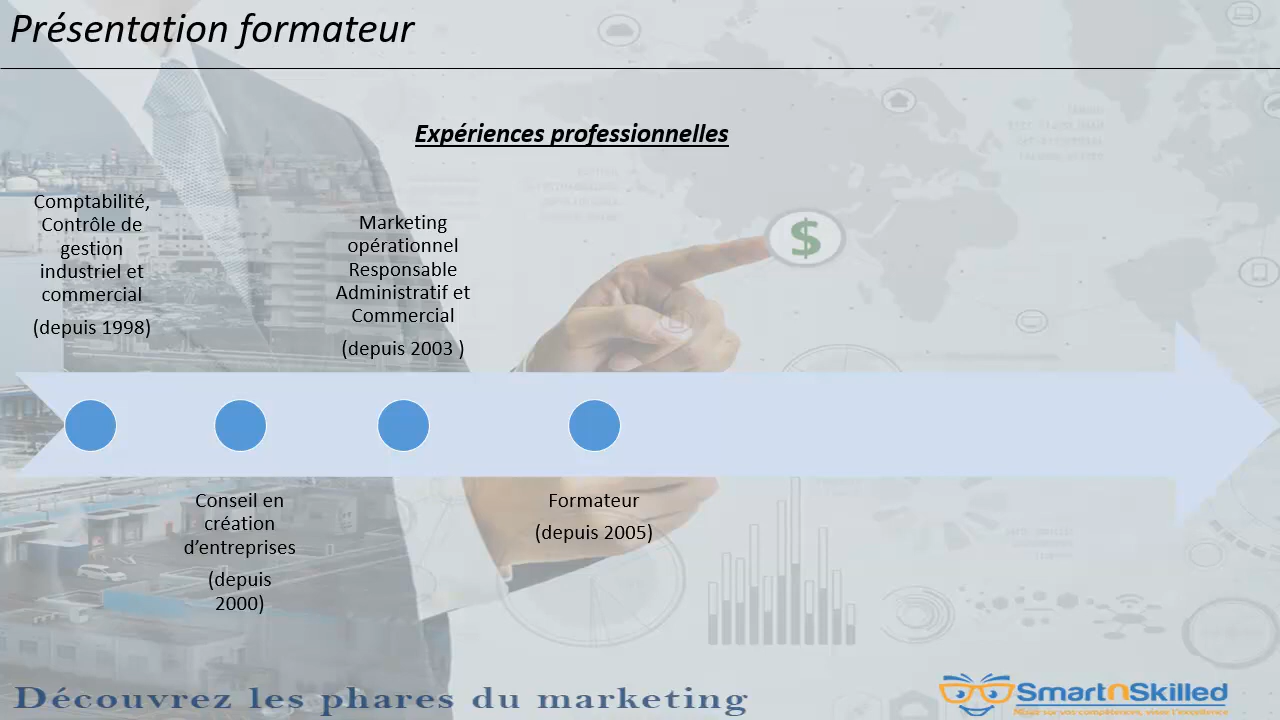 Présentation formateur
Expériences professionnelles
Comptabilité,
Contrôle de
gestion
industriel et
commercial
(depuis 1998)
Marketing
opérationnel
Responsable
Administratif et
Commercial
(depuis 2003 )
Conseil en
création
d’entreprises
(depuis
2000)
Formateur
(depuis 2005)
Découvrez les phares du marketing
SmartnSkilled